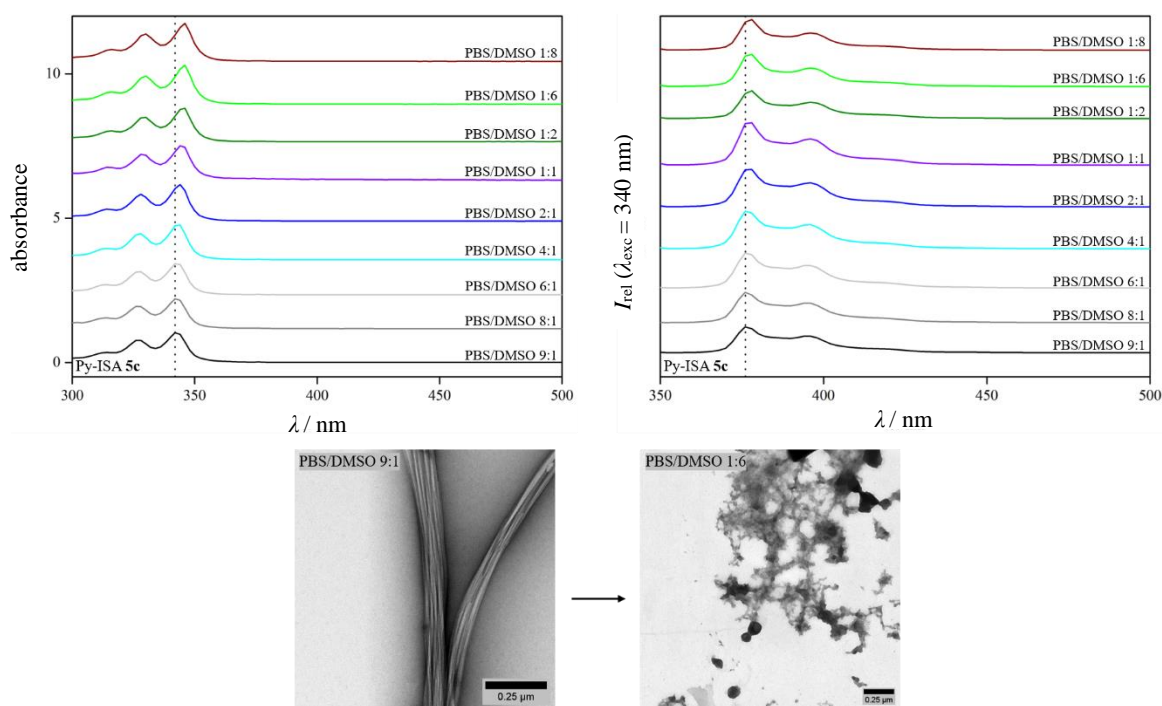 absorbance
10
5
0
PBS/DMSO 1:8
PBS/DMSO 1:6
PBS/DMSO 1:2
PBS/DMSO 1:1
PBS/DMSO 2:1
PBS/DMSO 4:1
PBS/DMSO 6:1
PBS/DMSO 8:1
PBS/DMSO 9:1
Py-ISA 5c
300 350 400 450 500
λ / nm
I_rel (λ_exc = 340 nm)
PBS/DMSO 1:8
PBS/DMSO 1:6
PBS/DMSO 1:2
PBS/DMSO 1:1
PBS/DMSO 2:1
PBS/DMSO 4:1
PBS/DMSO 6:1
PBS/DMSO 8:1
PBS/DMSO 9:1
Py-ISA 5c
350 400 450 500
λ / nm
PBS/DMSO 9:1
0.25 μm
PBS/DMSO 1:6
0.25 μm